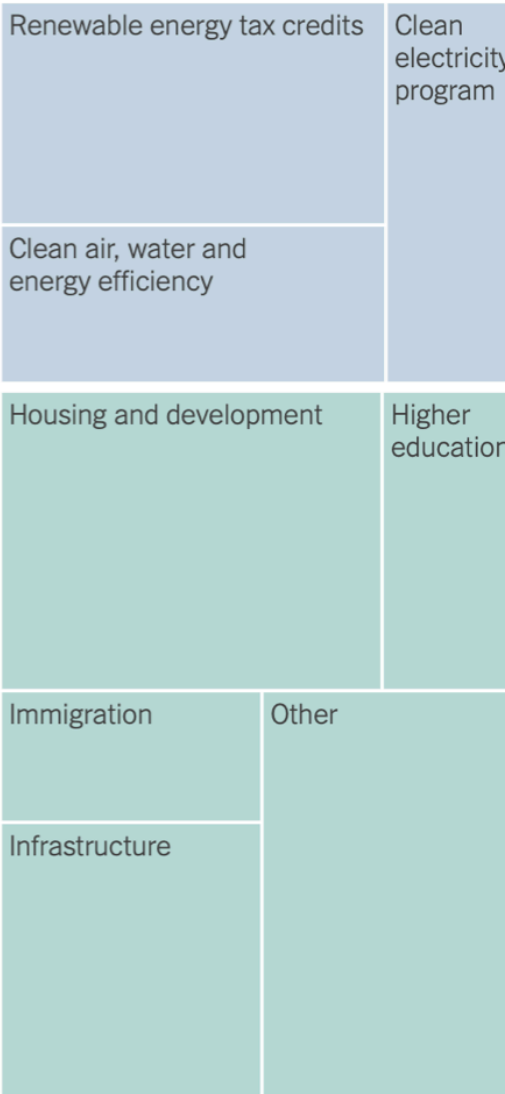 Renewable energy tax credits
Clean
electricity
program
Clean air, water and
energy efficiency
Housing and development
Higher
education
Immigration
Other
Infrastructure